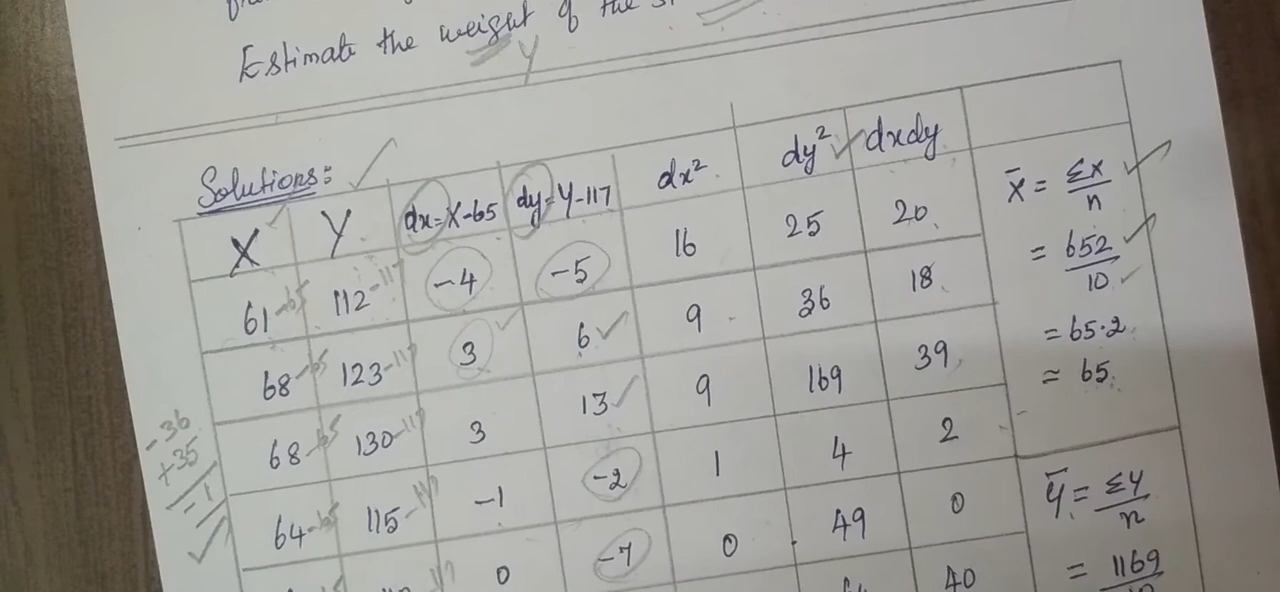 Estimate the weight of the
Y
Solutions:
X Y dx=X-65 dy=Y-117 dx² dy² dxdy
61-65 112-117 -4 -5 16 25 20
68-65 123-117 3 6 9 36 18
68-65 130-117 3 13 9 169 39
64-65 115-117 -1 -2 1 4 2
0 -7 0 49 0
40
-36
+35
-1
X̄ = Σx/n
= 652/10
= 65.2
≈ 65
Ȳ = Σy/n
= 1169